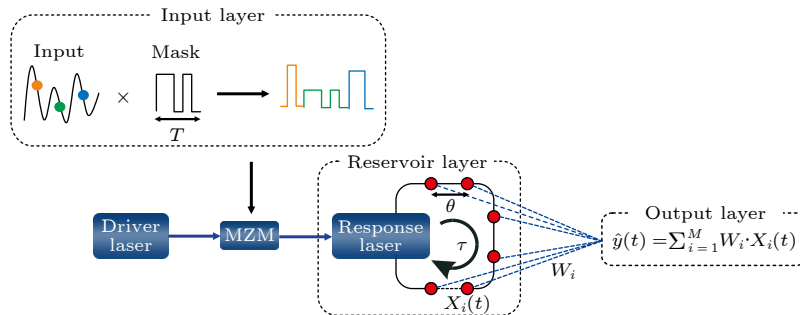 Input layer
Input
Mask
×
T
Reservoir layer
θ
Driver
laser
MZM
Response
laser
τ
Output layer
ŷ(t) =∑_{i=1}^{M} W_i·X_i(t)
W_i
X_i(t)